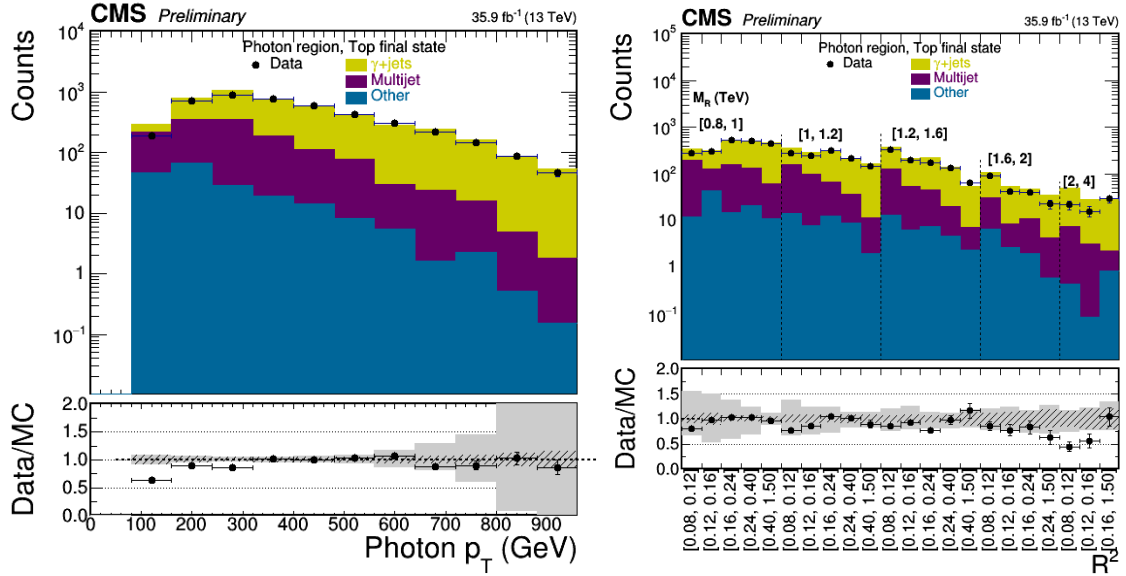 CMS Preliminary 35.9 fb⁻¹ (13 TeV)
Photon region, Top final state
Data
γ+jets
Multijet
Other
Counts
10⁴
10³
10²
10
1
10⁻¹
Data/MC
2.0
1.5
1.0
0.5
0.0
0 100 200 300 400 500 600 700 800 900
Photon p_T (GeV)
CMS Preliminary 35.9 fb⁻¹ (13 TeV)
Photon region, Top final state
Data
γ+jets
Multijet
Other
M_R (TeV)
[0.8, 1]
[1, 1.2]
[1.2, 1.6]
[1.6, 2]
[2, 4]
Counts
10⁵
10⁴
10³
10²
10
1
10⁻¹
Data/MC
2.0
1.5
1.0
0.5
0.0
[0.08, 0.12
[0.12, 0.16
[0.16, 0.24
[0.24, 0.40
[0.40, 1.50
[0.08, 0.12
[0.12, 0.16
[0.16, 0.24
[0.24, 0.40
[0.40, 1.50
[0.08, 0.12
[0.12, 0.16
[0.16, 0.24
[0.24, 0.40
[0.40, 1.50
[0.08, 0.12
[0.12, 0.16
[0.16, 0.24
[0.24, 1.50
[0.08, 0.12
[0.12, 0.16
[0.16, 1.50
R²